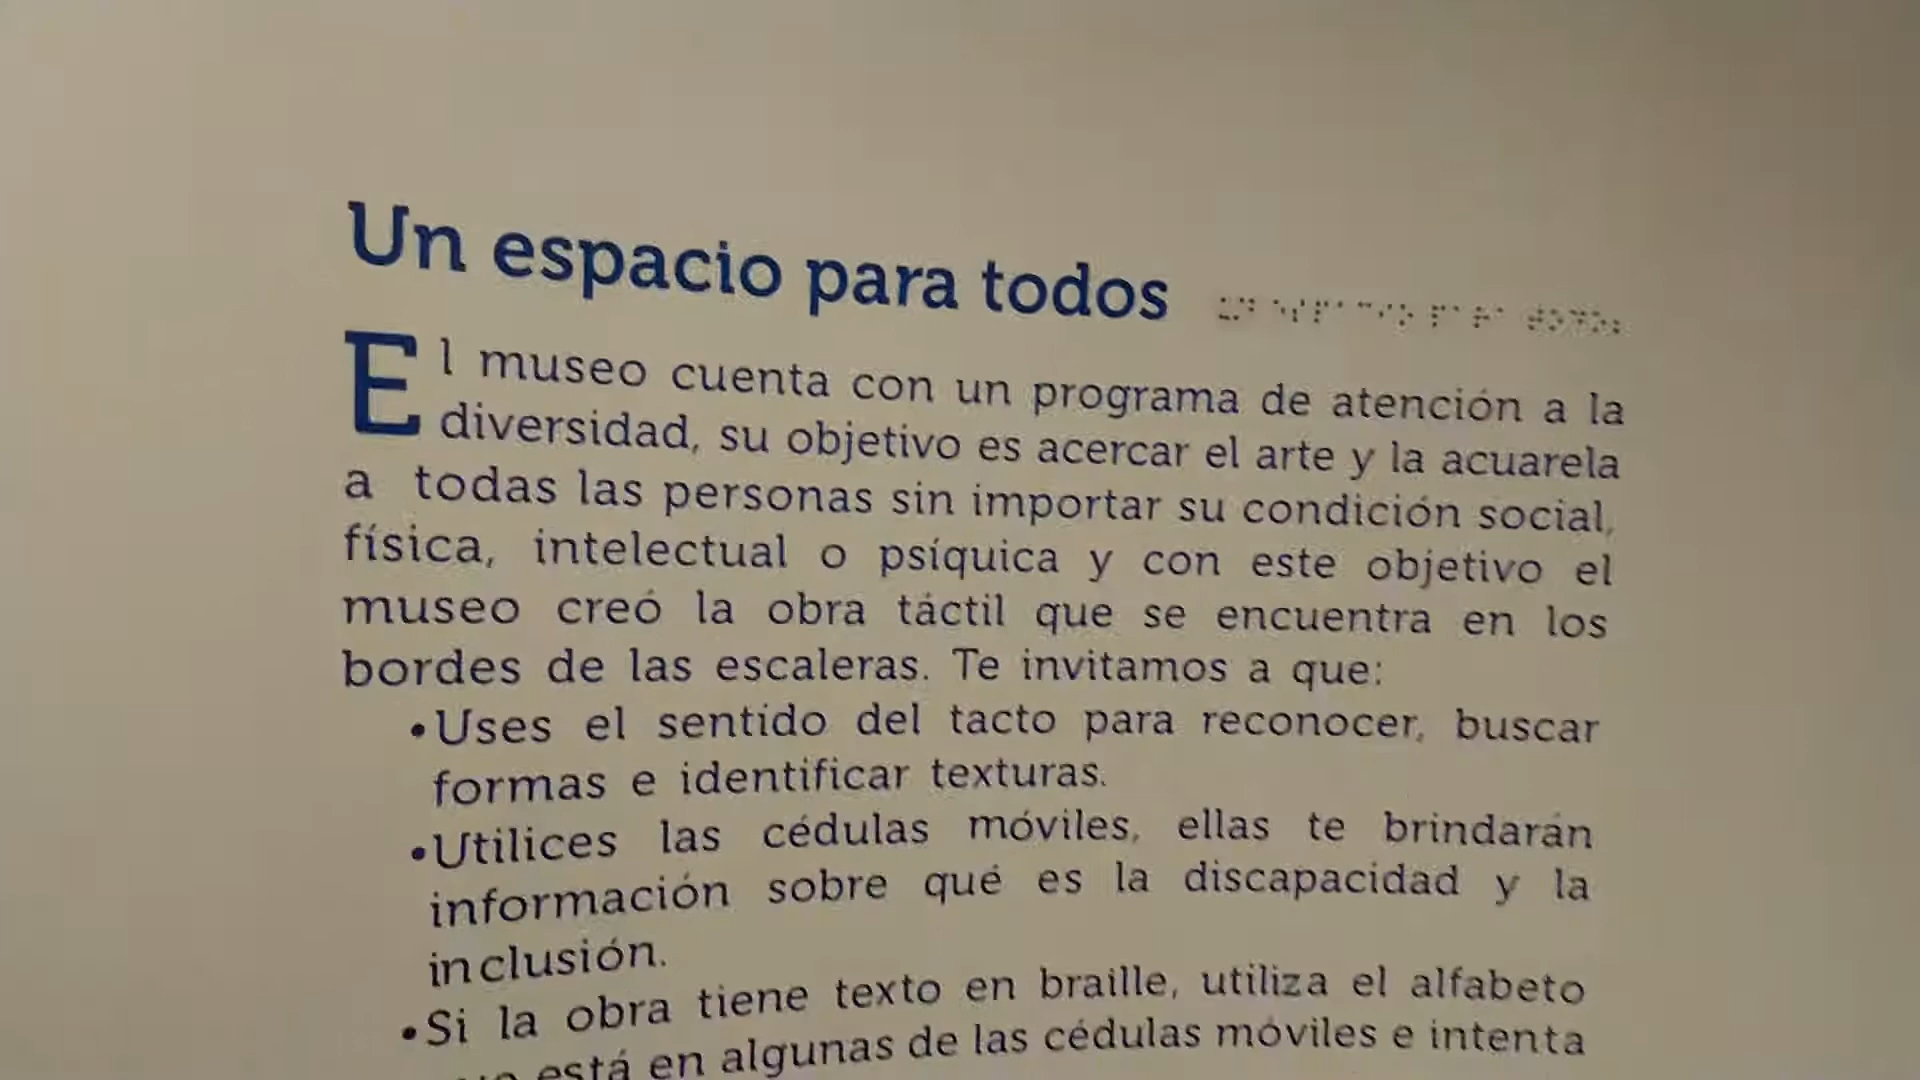 Un espacio para todos
El museo cuenta con un programa de atención a la
diversidad, su objetivo es acercar el arte y la acuarela
a todas las personas sin importar su condición social,
física, intelectual o psíquica y con este objetivo el
museo creó la obra táctil que se encuentra en los
bordes de las escaleras. Te invitamos a que:
•Uses el sentido del tacto para reconocer, buscar
formas e identificar texturas.
•Utilices las cédulas móviles, ellas te brindarán
información sobre qué es la discapacidad y la
inclusión.
•Si la obra tiene texto en braille, utiliza el alfabeto
está en algunas de las cédulas móviles e intenta